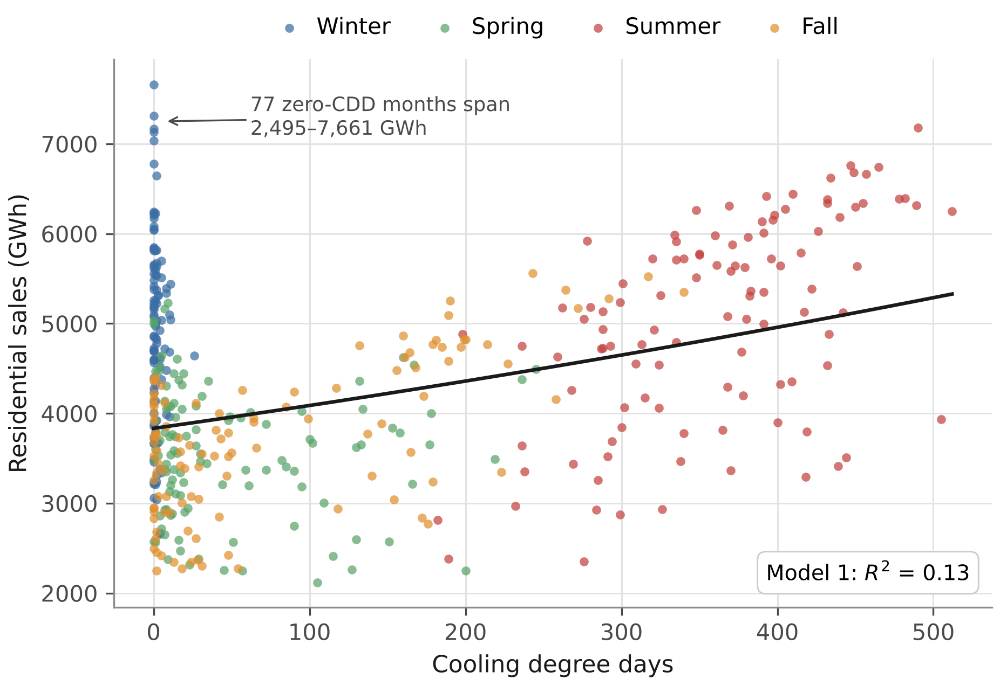 Winter Spring Summer Fall
77 zero-CDD months span
2,495–7,661 GWh
Residential sales (GWh)
7000
6000
5000
4000
3000
2000
Model 1: R² = 0.13
0 100 200 300 400 500
Cooling degree days